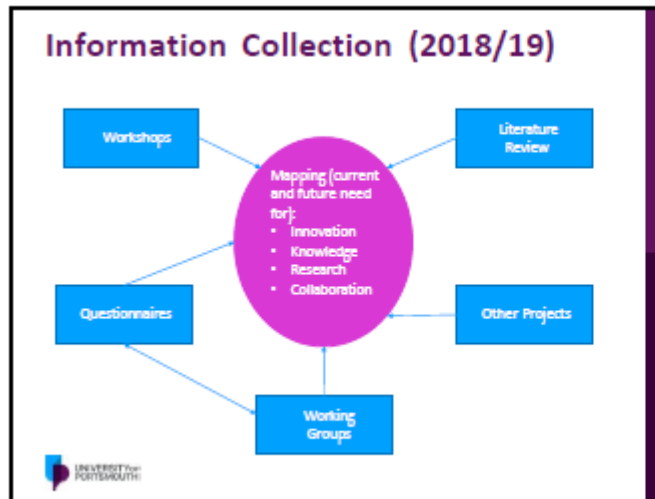 Information Collection (2018/19)
Workshops
Literature
Review
Mapping (current
and future need
for):
• Innovation
• Knowledge
• Research
• Collaboration
Questionnaires
Other Projects
Working
Groups
UNIVERSITY OF
PORTSMOUTH